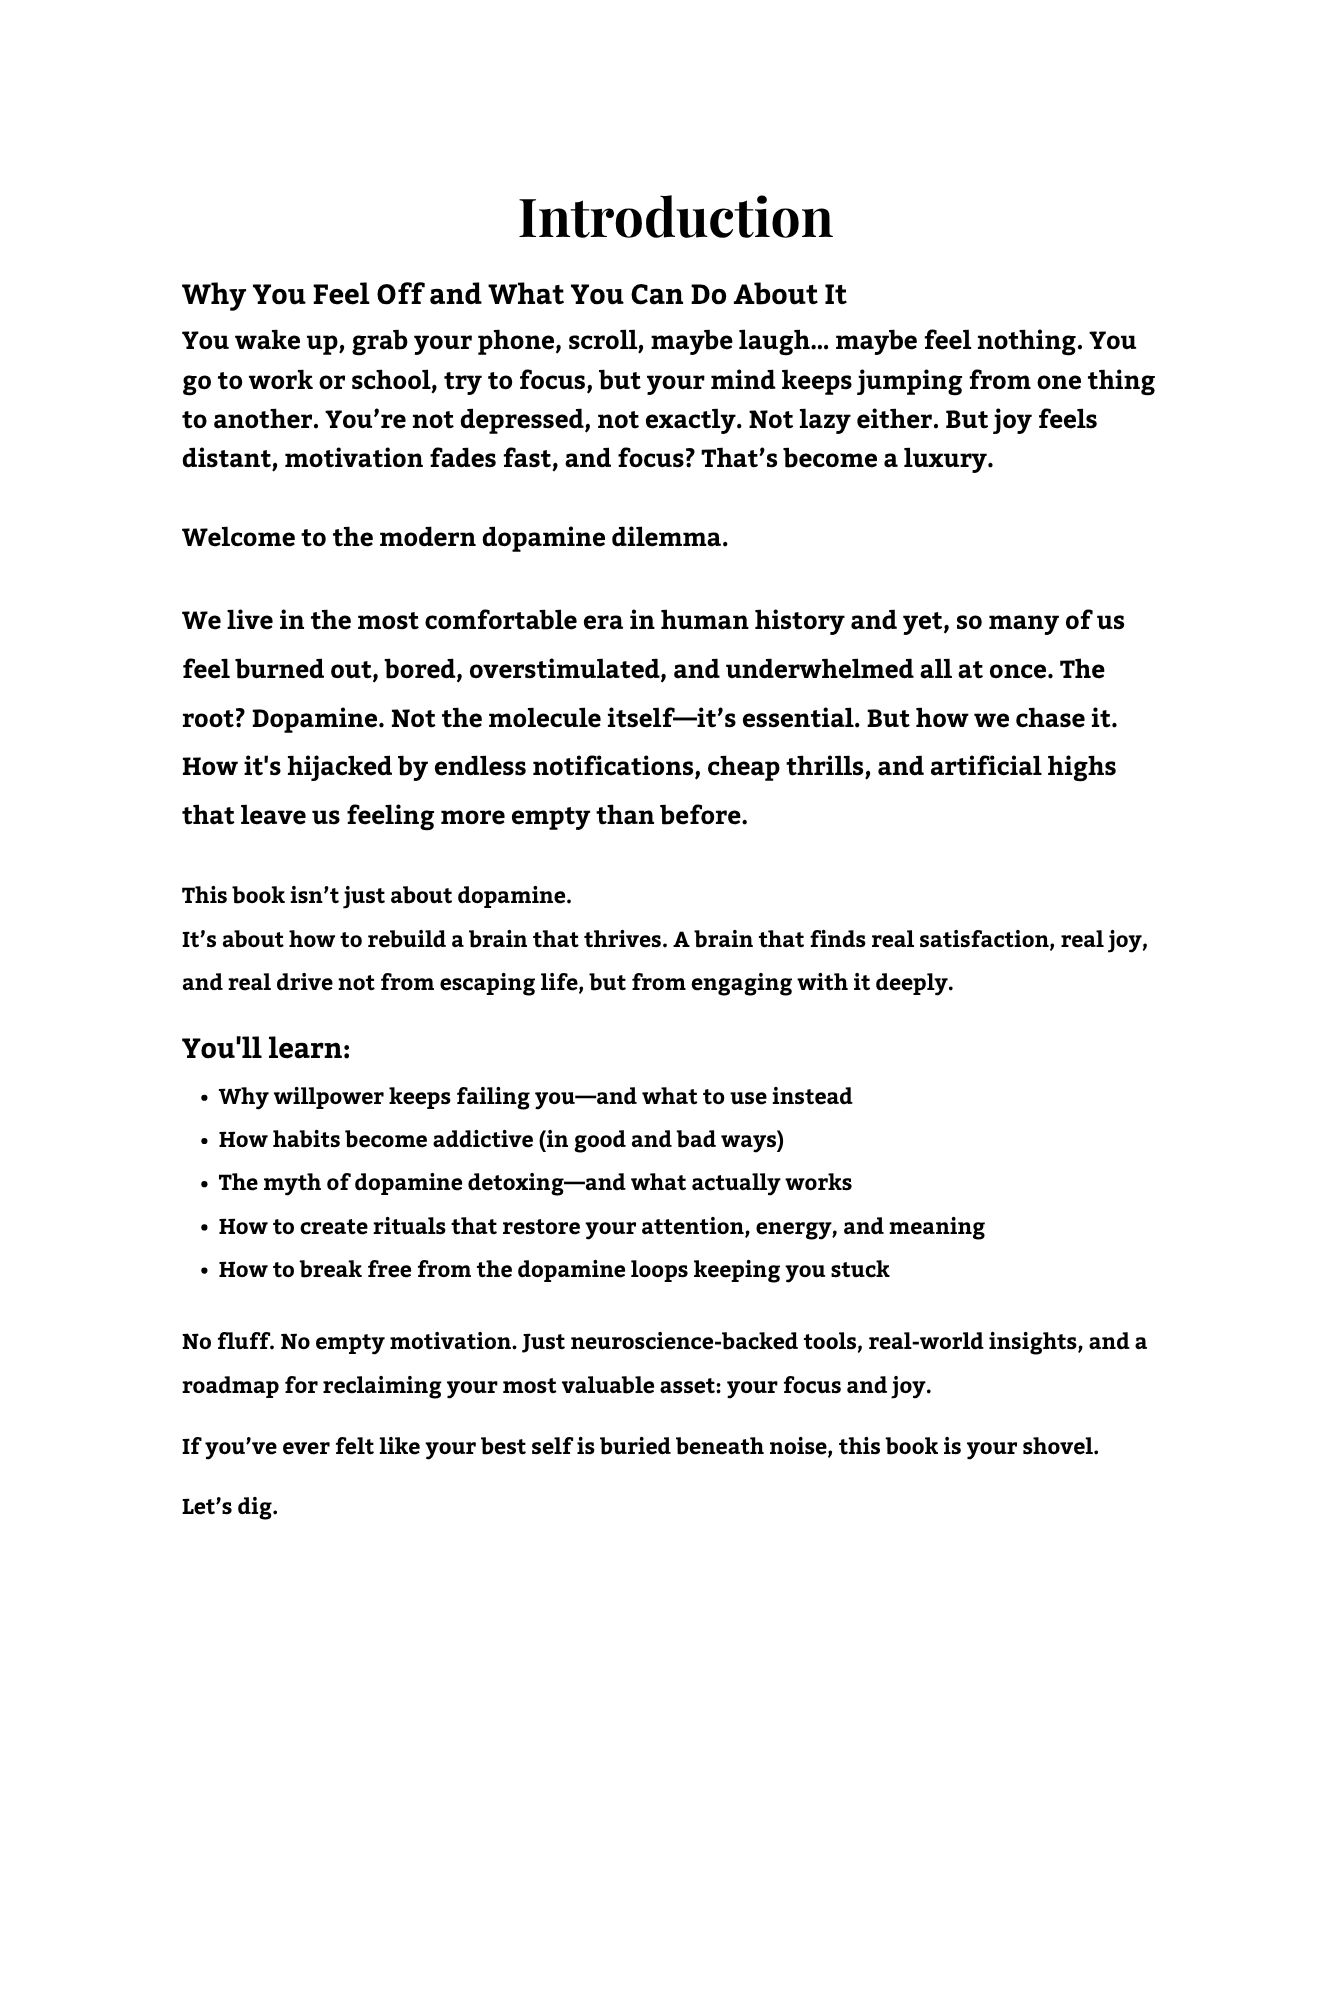 Introduction
Why You Feel Off and What You Can Do About It
You wake up, grab your phone, scroll, maybe laugh... maybe feel nothing. You
go to work or school, try to focus, but your mind keeps jumping from one thing
to another. You’re not depressed, not exactly. Not lazy either. But joy feels
distant, motivation fades fast, and focus? That’s become a luxury.
Welcome to the modern dopamine dilemma.
We live in the most comfortable era in human history and yet, so many of us
feel burned out, bored, overstimulated, and underwhelmed all at once. The
root? Dopamine. Not the molecule itself—it’s essential. But how we chase it.
How it's hijacked by endless notifications, cheap thrills, and artificial highs
that leave us feeling more empty than before.
This book isn’t just about dopamine.
It’s about how to rebuild a brain that thrives. A brain that finds real satisfaction, real joy,
and real drive not from escaping life, but from engaging with it deeply.
You'll learn:
• Why willpower keeps failing you—and what to use instead
• How habits become addictive (in good and bad ways)
• The myth of dopamine detoxing—and what actually works
• How to create rituals that restore your attention, energy, and meaning
• How to break free from the dopamine loops keeping you stuck
No fluff. No empty motivation. Just neuroscience-backed tools, real-world insights, and a
roadmap for reclaiming your most valuable asset: your focus and joy.
If you’ve ever felt like your best self is buried beneath noise, this book is your shovel.
Let’s dig.